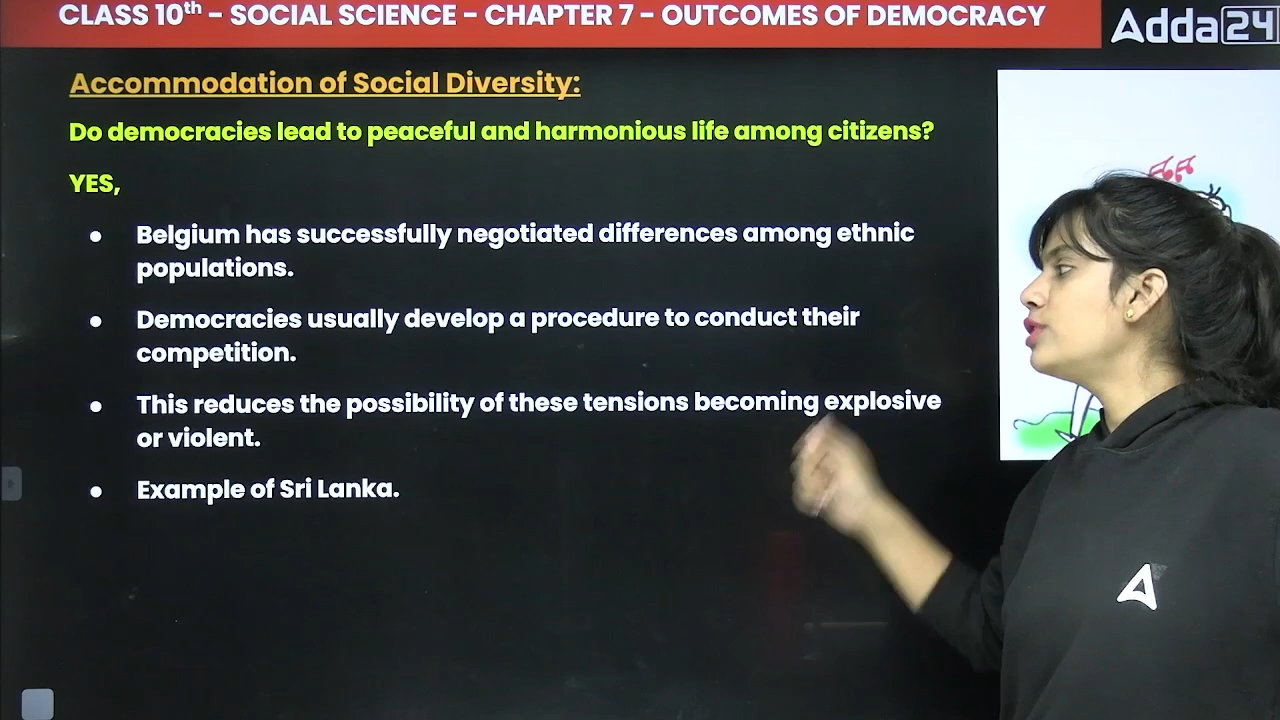 CLASS 10th - SOCIAL SCIENCE - CHAPTER 7 - OUTCOMES OF DEMOCRACY
Adda24
Accommodation of Social Diversity:
Do democracies lead to peaceful and harmonious life among citizens?
YES,
● Belgium has successfully negotiated differences among ethnic
populations.
● Democracies usually develop a procedure to conduct their
competition.
● This reduces the possibility of these tensions becoming explosive
or violent.
● Example of Sri Lanka.